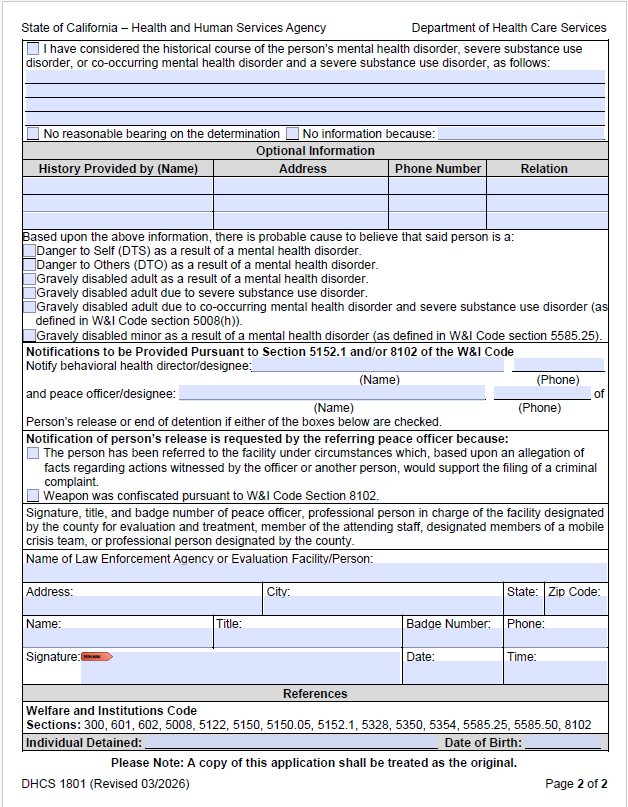 State of California – Health and Human Services Agency Department of Health Care Services
I have considered the historical course of the person's mental health disorder, severe substance use
disorder, or co-occurring mental health disorder and a severe substance use disorder, as follows:
No reasonable bearing on the determination No information because:
Optional Information
History Provided by (Name) Address Phone Number Relation
Based upon the above information, there is probable cause to believe that said person is a:
Danger to Self (DTS) as a result of a mental health disorder.
Danger to Others (DTO) as a result of a mental health disorder.
Gravely disabled adult as a result of a mental health disorder.
Gravely disabled adult due to severe substance use disorder.
Gravely disabled adult due to co-occurring mental health disorder and severe substance use disorder (as
defined in W&I Code section 5008(h)).
Gravely disabled minor as a result of a mental health disorder (as defined in W&I Code section 5585.25).
Notifications to be Provided Pursuant to Section 5152.1 and/or 8102 of the W&I Code
Notify behavioral health director/designee:
(Name) (Phone)
and peace officer/designee: of
(Name) (Phone)
Person's release or end of detention if either of the boxes below are checked.
Notification of person's release is requested by the referring peace officer because:
The person has been referred to the facility under circumstances which, based upon an allegation of
facts regarding actions witnessed by the officer or another person, would support the filing of a criminal
complaint.
Weapon was confiscated pursuant to W&I Code Section 8102.
Signature, title, and badge number of peace officer, professional person in charge of the facility designated
by the county for evaluation and treatment, member of the attending staff, designated members of a mobile
crisis team, or professional person designated by the county.
Name of Law Enforcement Agency or Evaluation Facility/Person:
Address: City: State: Zip Code:
Name: Title: Badge Number: Phone:
Signature: Date: Time:
References
Welfare and Institutions Code
Sections: 300, 601, 602, 5008, 5122, 5150, 5150.05, 5152.1, 5328, 5350, 5354, 5585.25, 5585.50, 8102
Individual Detained: Date of Birth:
Please Note: A copy of this application shall be treated as the original.
DHCS 1801 (Revised 03/2026) Page 2 of 2